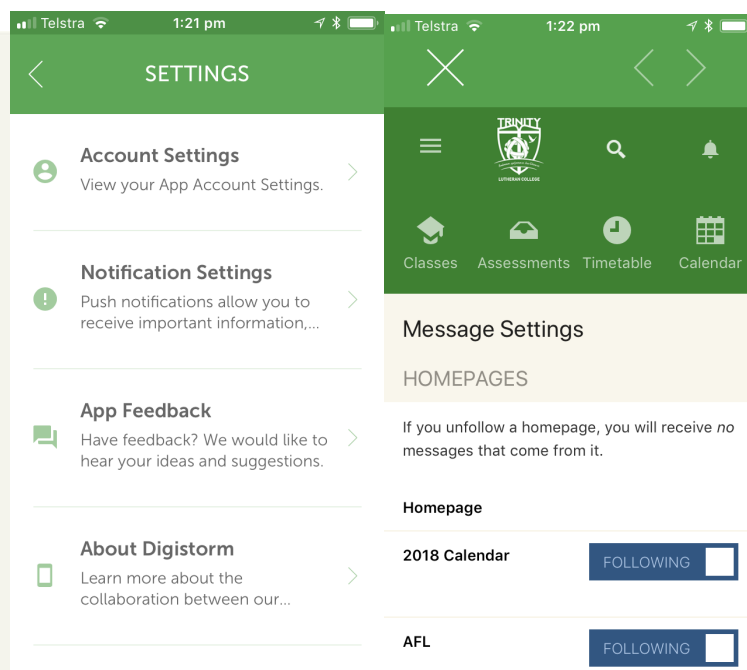 Telstra 1:21 pm
SETTINGS
Account Settings
View your App Account Settings.
Notification Settings
Push notifications allow you to
receive important information,...
App Feedback
Have feedback? We would like to
hear your ideas and suggestions.
About Digistorm
Learn more about the
collaboration between our...
Telstra 1:22 pm
TRINITY
LUTHERAN COLLEGE
Classes Assessments Timetable Calendar
Message Settings
HOMEPAGES
If you unfollow a homepage, you will receive no
messages that come from it.
Homepage
2018 Calendar FOLLOWING
AFL FOLLOWING